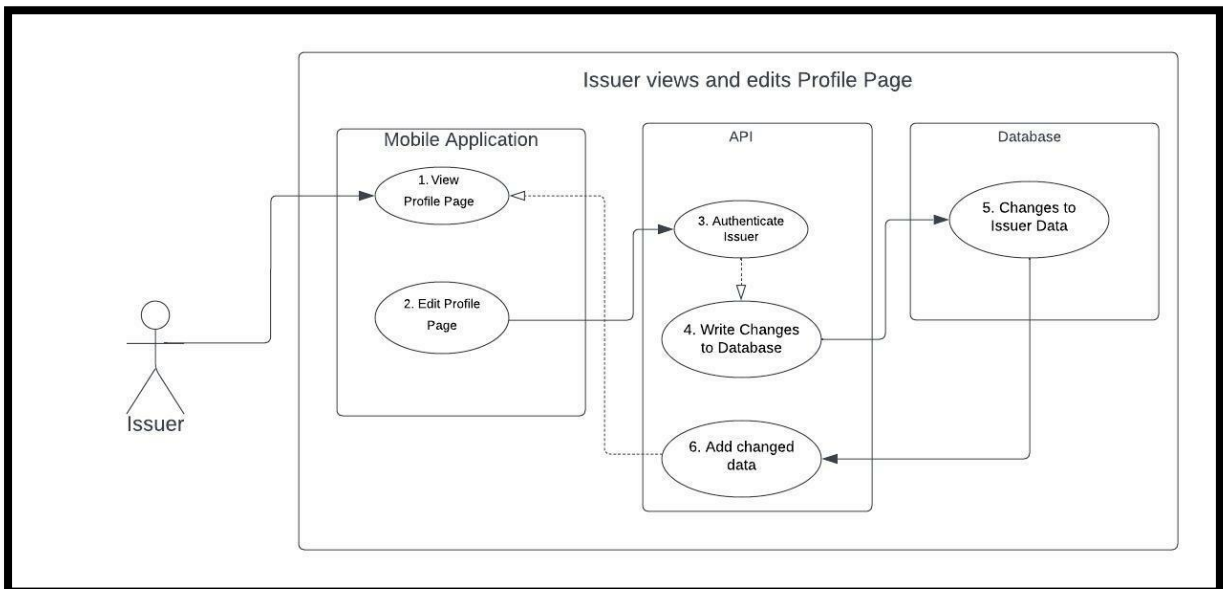 Issuer views and edits Profile Page
Mobile Application
API
Database
1. View
Profile Page
2. Edit Profile
Page
3. Authenticate
Issuer
4. Write Changes
to Database
5. Changes to
Issuer Data
6. Add changed
data
Issuer